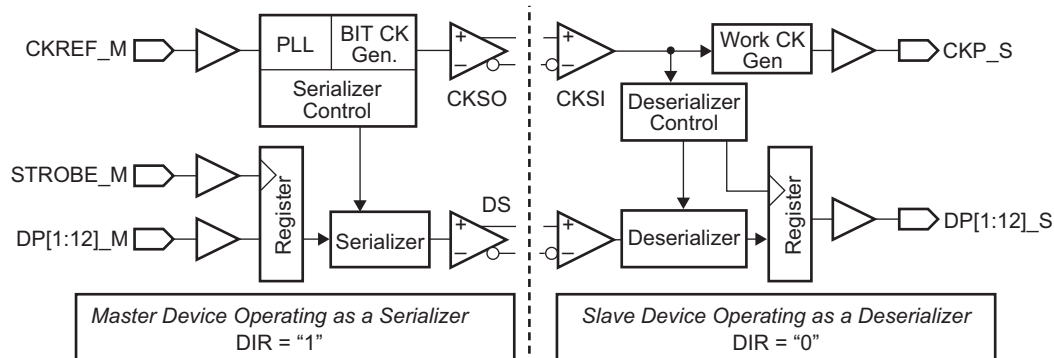 CKREF_M
PLL
BIT CK
Gen.
Serializer
Control
+
−
CKSO
+
−
CKSI
Work CK
Gen
CKP_S
Deserializer
Control
STROBE_M
DP[1:12]_M
Register
Serializer
DS
+
−
+
−
Deserializer
Register
DP[1:12]_S
Master Device Operating as a Serializer
DIR = “1”
Slave Device Operating as a Deserializer
DIR = “0”